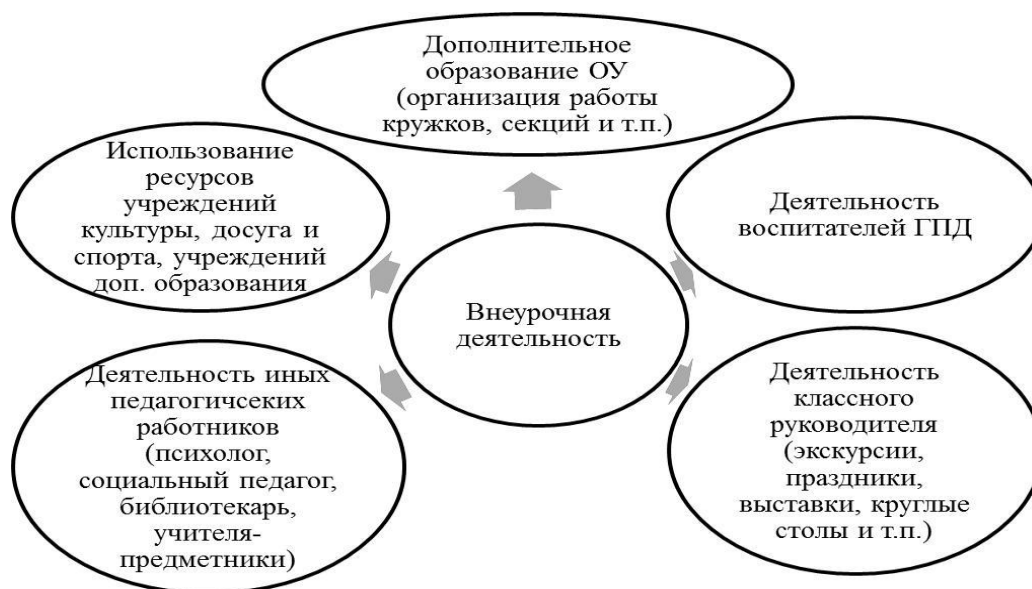 Дополнительное
образование ОУ
(организация работы
кружков, секций и т.п.)
Использование
ресурсов
учреждений
культуры, досуга и
спорта, учреждений
доп. образования
Деятельность
воспитателей ГПД
Внеурочная
деятельность
Деятельность иных
педагогичсеких
работников
(психолог,
социальный педагог,
библиотекарь,
учителя-
предметники)
Деятельность
классного
руководителя
(экскурсии,
праздники,
выставки, круглые
столы и т.п.)